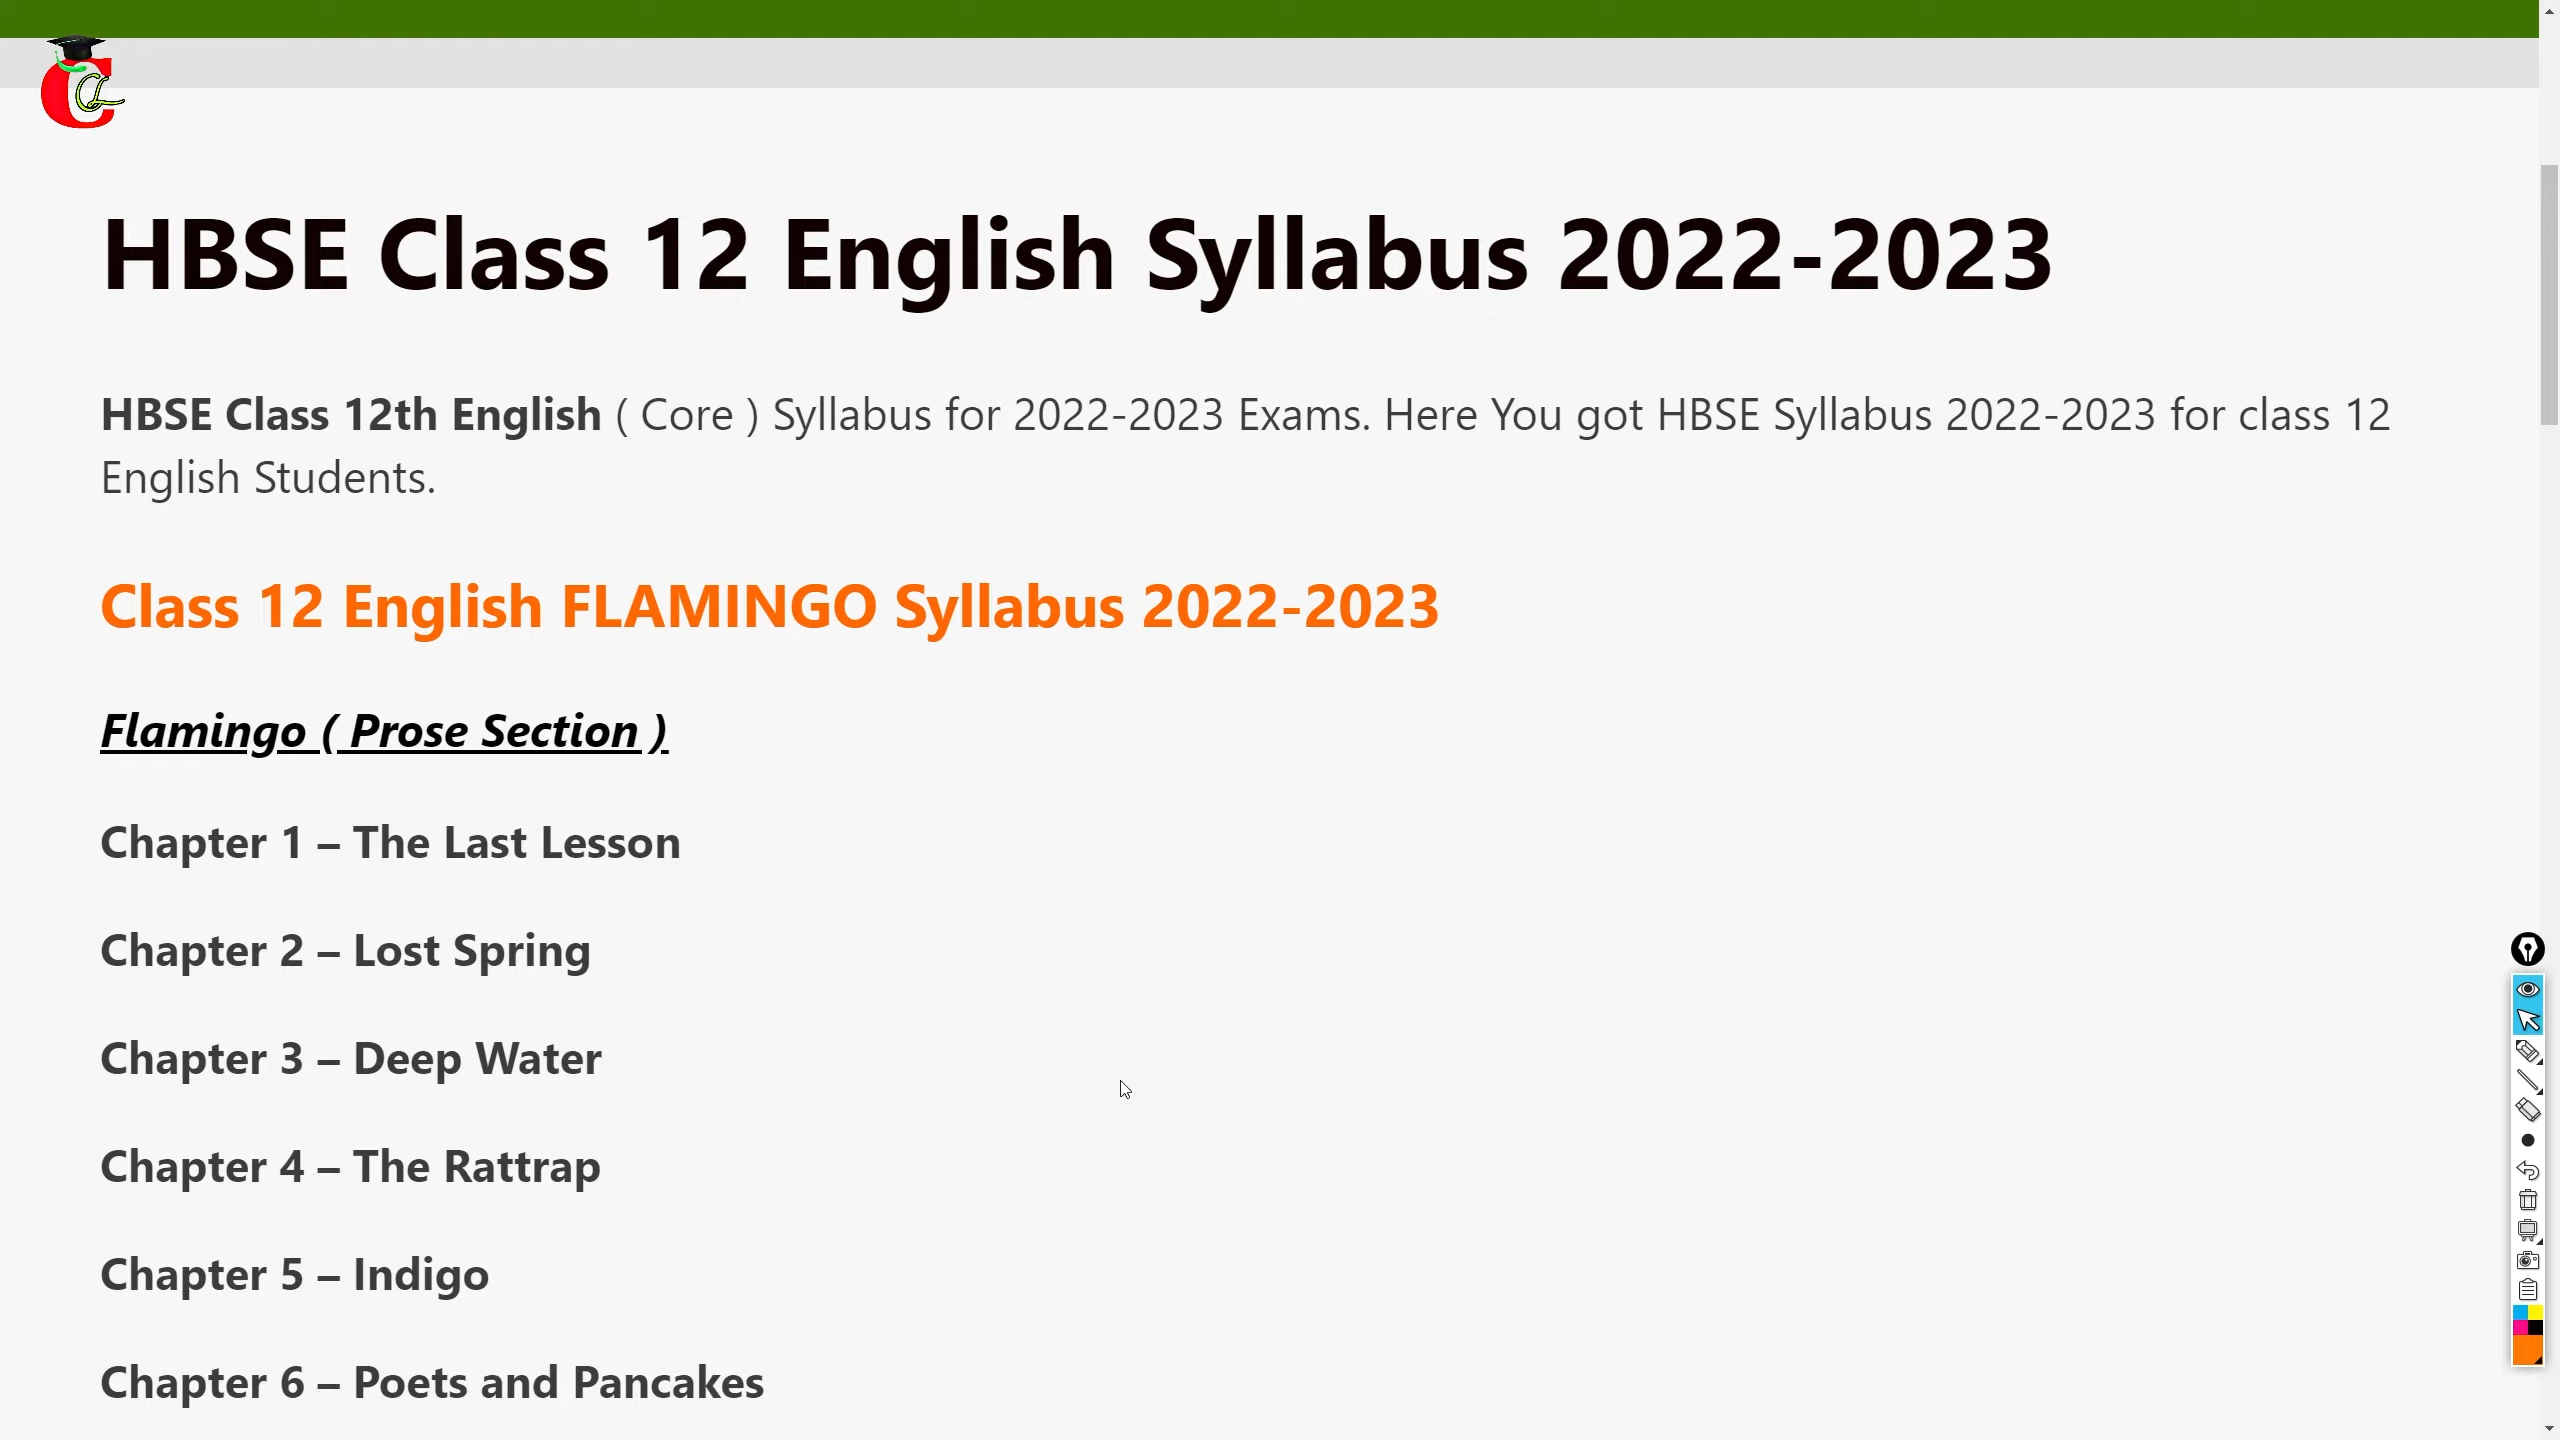 HBSE Class 12 English Syllabus 2022-2023
HBSE Class 12th English ( Core ) Syllabus for 2022-2023 Exams. Here You got HBSE Syllabus 2022-2023 for class 12
English Students.
Class 12 English FLAMINGO Syllabus 2022-2023
Flamingo ( Prose Section )
Chapter 1 – The Last Lesson
Chapter 2 – Lost Spring
Chapter 3 – Deep Water
Chapter 4 – The Rattrap
Chapter 5 – Indigo
Chapter 6 – Poets and Pancakes